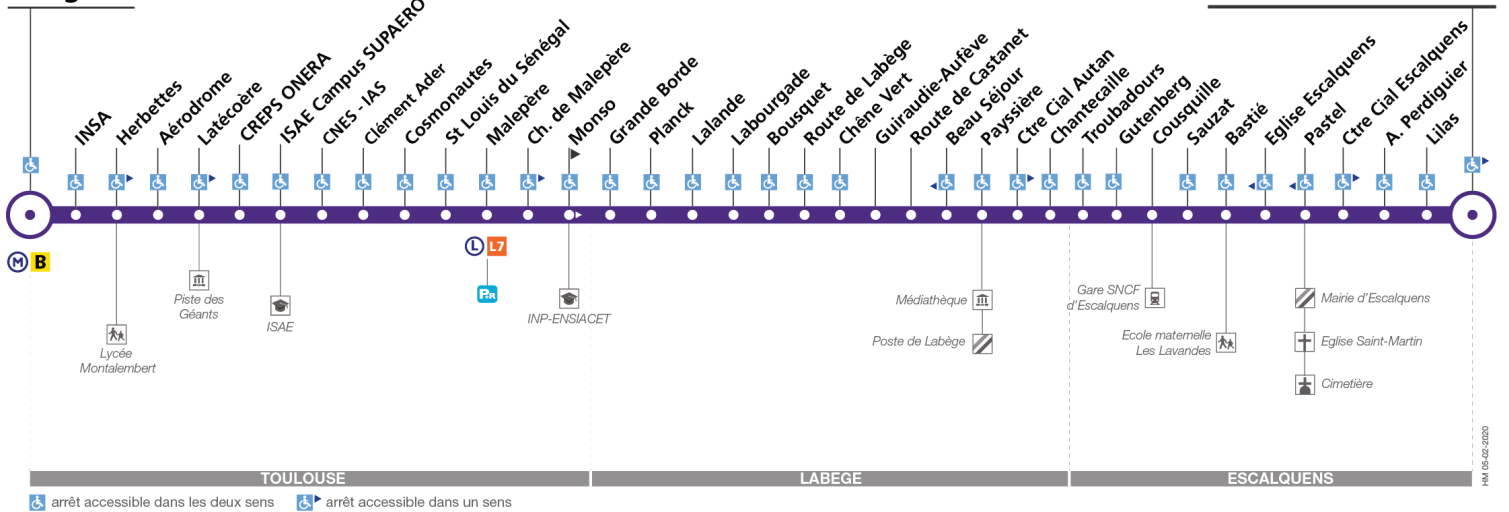 INSA
Herbettes
Aérodrome
Latécoère
CREPS ONERA
ISAE Campus SUPAERO
CNES - IAS
Clément Ader
Cosmonautes
St Louis du Sénégal
Malepère
Ch. de Malepère
Monso
Grande Borde
Planck
Lalande
Labourgade
Bousquet
Route de Labège
Chêne Vert
Guiraudie-Aufève
Route de Castanet
Beau Séjour
Payssière
Ctre Cial Autan
Chantecaille
Troubadours
Gutenberg
Cousquille
Sauzat
Bastié
Eglise Escalquens
Pastel
Ctre Cial Escalquens
A. Perdiguier
Lilas
M B
L L7
P+R
Piste des
Géants
Lycée
Montalembert
ISAE
INP-ENSIACET
Médiathèque
Poste de Labège
Gare SNCF
d'Escalquens
Ecole maternelle
Les Lavandes
Mairie d'Escalquens
Eglise Saint-Martin
Cimetière
HM 05-02-2020
TOULOUSE
LABEGE
ESCALQUENS
arrêt accessible dans les deux sens
arrêt accessible dans un sens